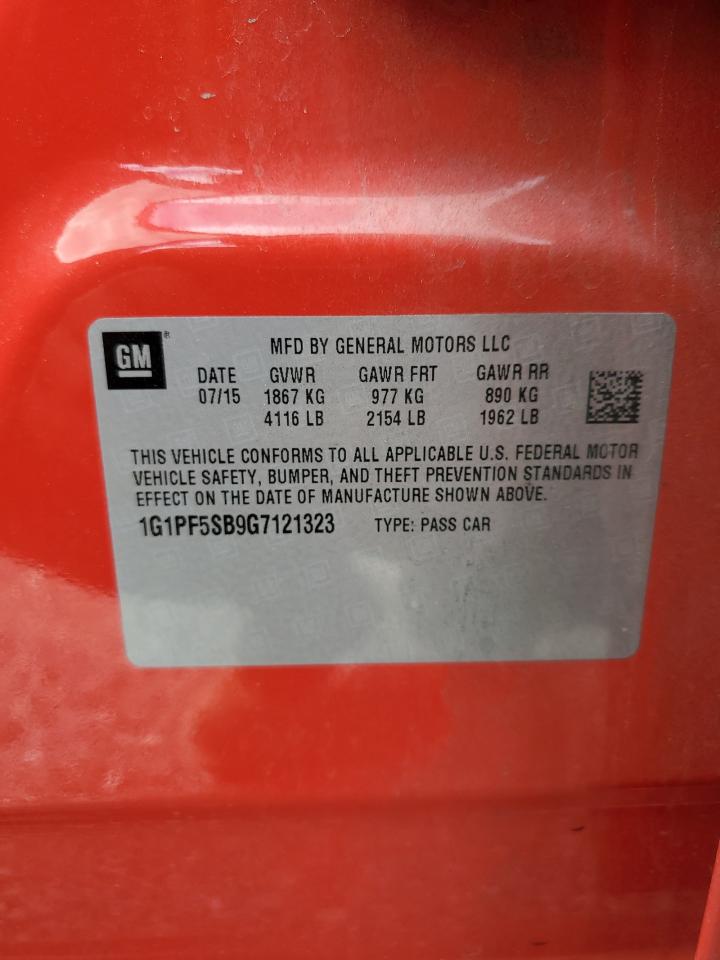 GM ®
MFD BY GENERAL MOTORS LLC
DATE GVWR GAWR FRT GAWR RR
07/15 1867 KG 977 KG 890 KG
4116 LB 2154 LB 1962 LB
THIS VEHICLE CONFORMS TO ALL APPLICABLE U.S. FEDERAL MOTOR
VEHICLE SAFETY, BUMPER, AND THEFT PREVENTION STANDARDS IN
EFFECT ON THE DATE OF MANUFACTURE SHOWN ABOVE.
1G1PF5SB9G7121323 TYPE: PASS CAR